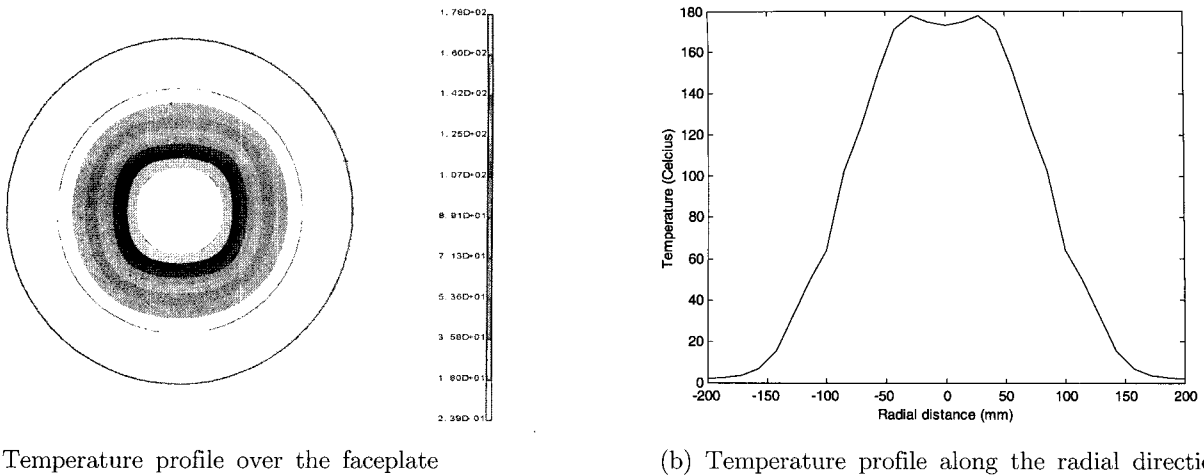 1.78D+02
1.60D+02
1.42D+02
1.25D+02
1.07D+02
8.91D+01
7.13D+01
5.36D+01
3.58D+01
1.80D+01
2.39D-01
Temperature profile over the faceplate
180
160
140
120
100
80
60
40
20
0
Temperature (Celcius)
-200 -150 -100 -50 0 50 100 150 200
Radial distance (mm)
(b) Temperature profile along the radial directi